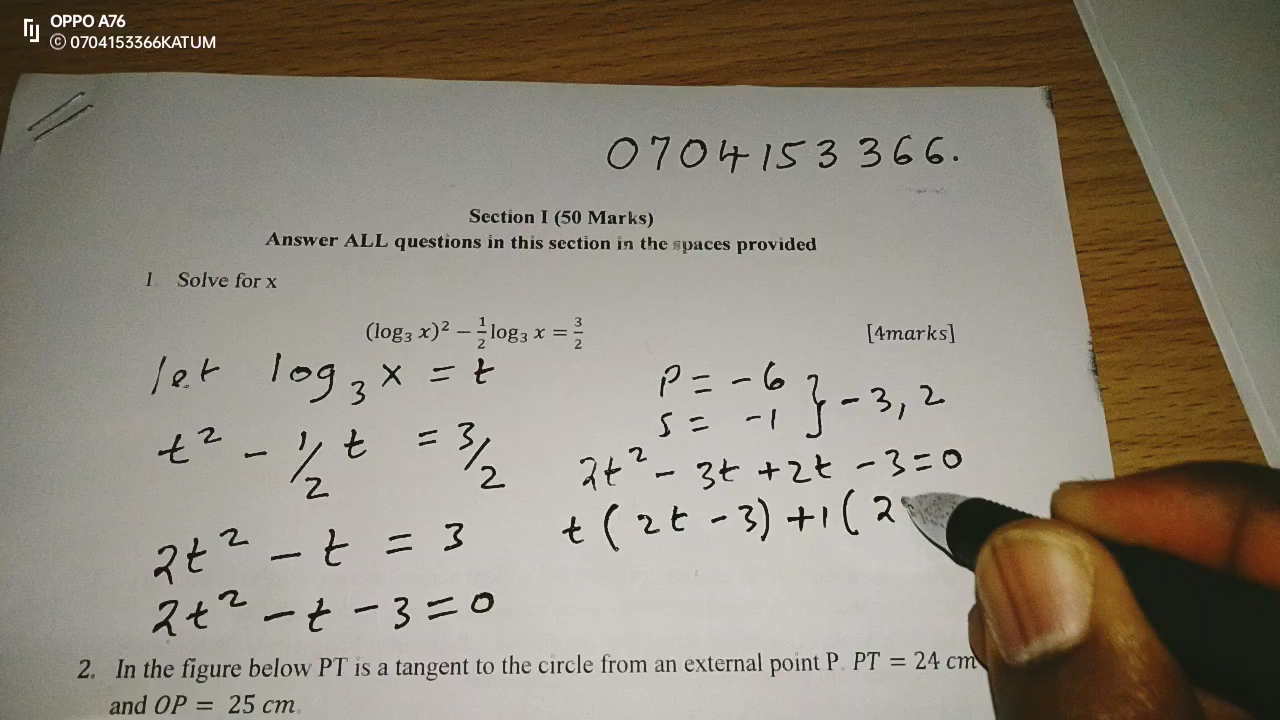 OPPO A76
© 0704153366KATUM
0704153366.
Section I (50 Marks)
Answer ALL questions in this section in the spaces provided
1 Solve for x
(log₃ x)² − 1/2 log₃ x = 3/2 [4marks]
let log₃ x = t
t² − 1/2 t = 3/2
2t² − t = 3
2t² − t − 3 = 0
P = −6
S = −1 } −3, 2
2t² − 3t + 2t − 3 = 0
t(2t − 3) + 1(2
2. In the figure below PT is a tangent to the circle from an external point P. PT = 24 cm
and OP = 25 cm.